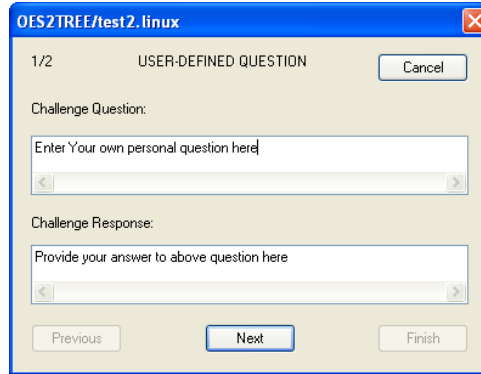 OES2TREE/test2.linux
1/2 USER-DEFINED QUESTION Cancel
Challenge Question:
Enter Your own personal question here
Challenge Response:
Provide your answer to above question here
Previous Next Finish